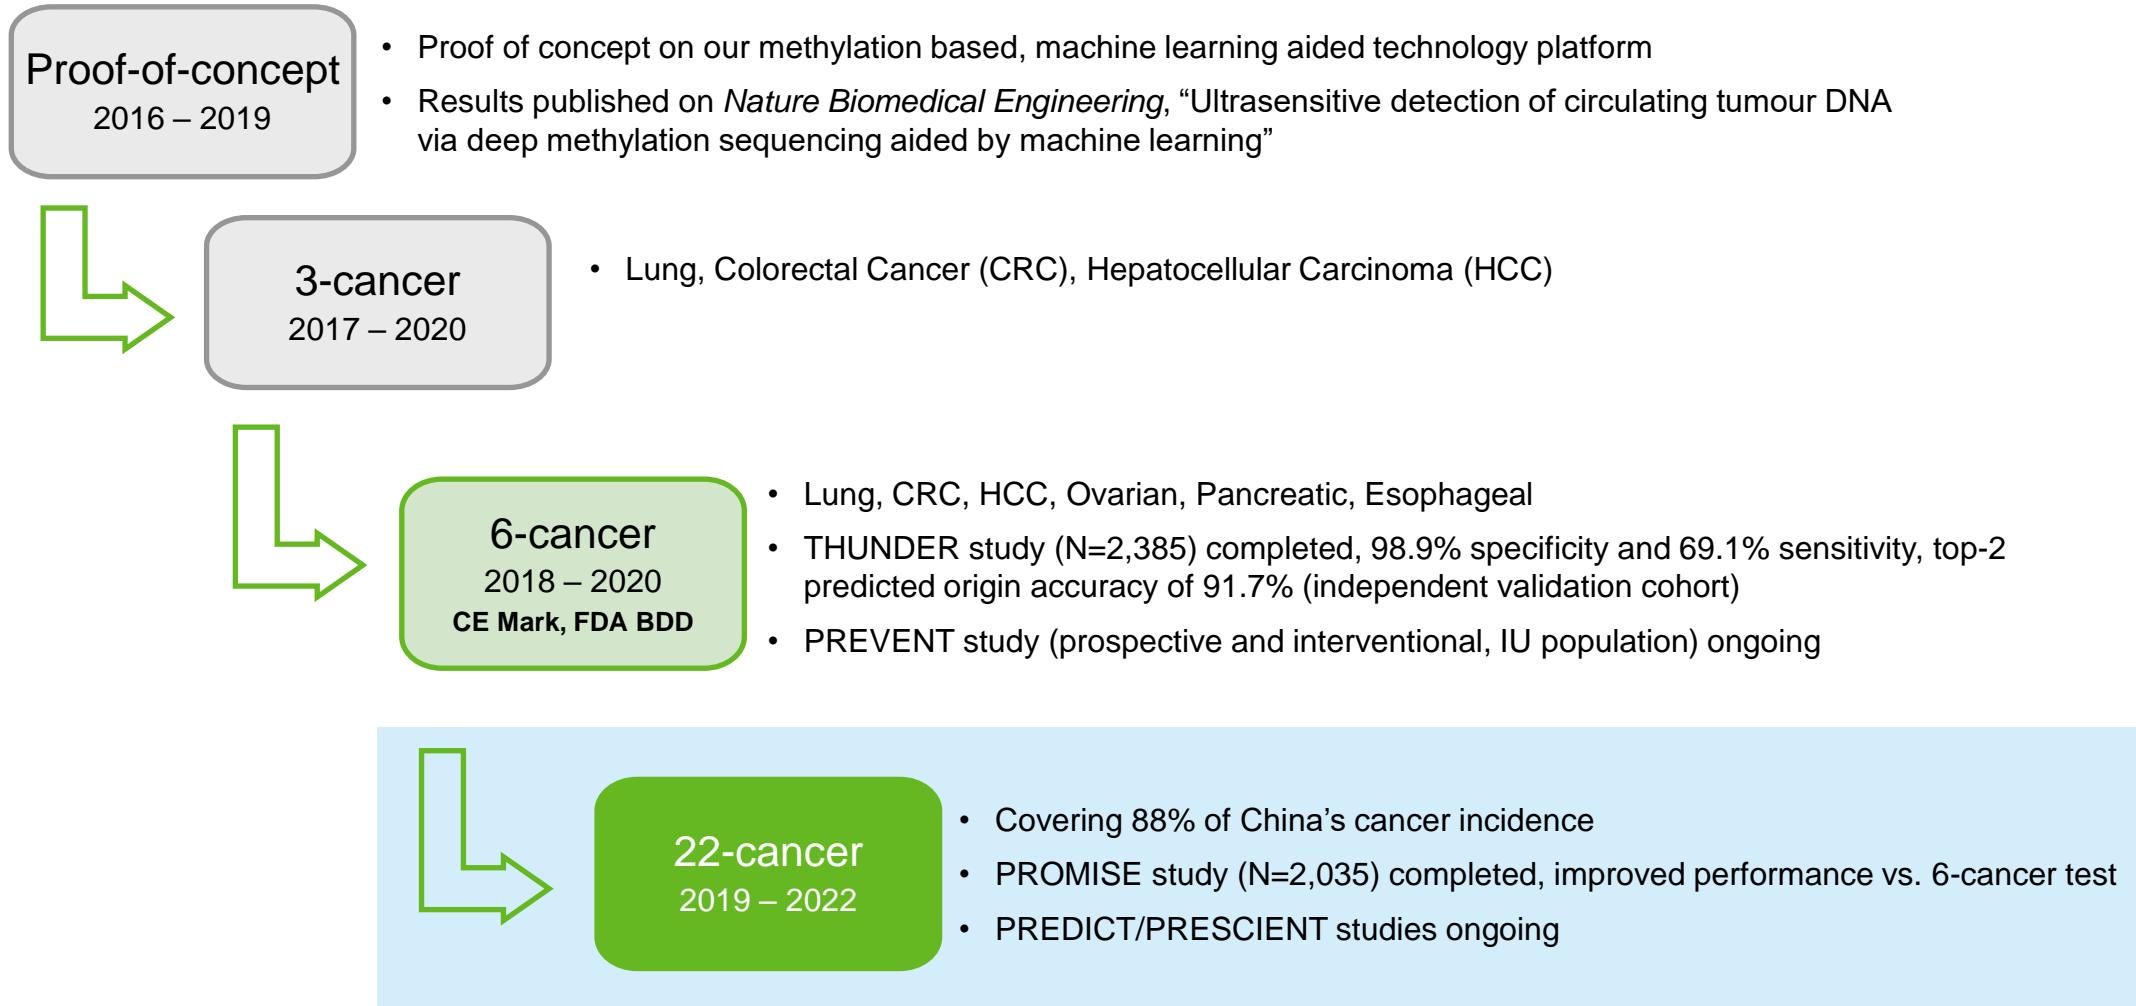 Proof-of-concept
2016 – 2019
• Proof of concept on our methylation based, machine learning aided technology platform
• Results published on Nature Biomedical Engineering, “Ultrasensitive detection of circulating tumour DNA
via deep methylation sequencing aided by machine learning”
3-cancer
2017 – 2020
• Lung, Colorectal Cancer (CRC), Hepatocellular Carcinoma (HCC)
6-cancer
2018 – 2020
CE Mark, FDA BDD
• Lung, CRC, HCC, Ovarian, Pancreatic, Esophageal
• THUNDER study (N=2,385) completed, 98.9% specificity and 69.1% sensitivity, top-2
predicted origin accuracy of 91.7% (independent validation cohort)
• PREVENT study (prospective and interventional, IU population) ongoing
22-cancer
2019 – 2022
• Covering 88% of China’s cancer incidence
• PROMISE study (N=2,035) completed, improved performance vs. 6-cancer test
• PREDICT/PRESCIENT studies ongoing